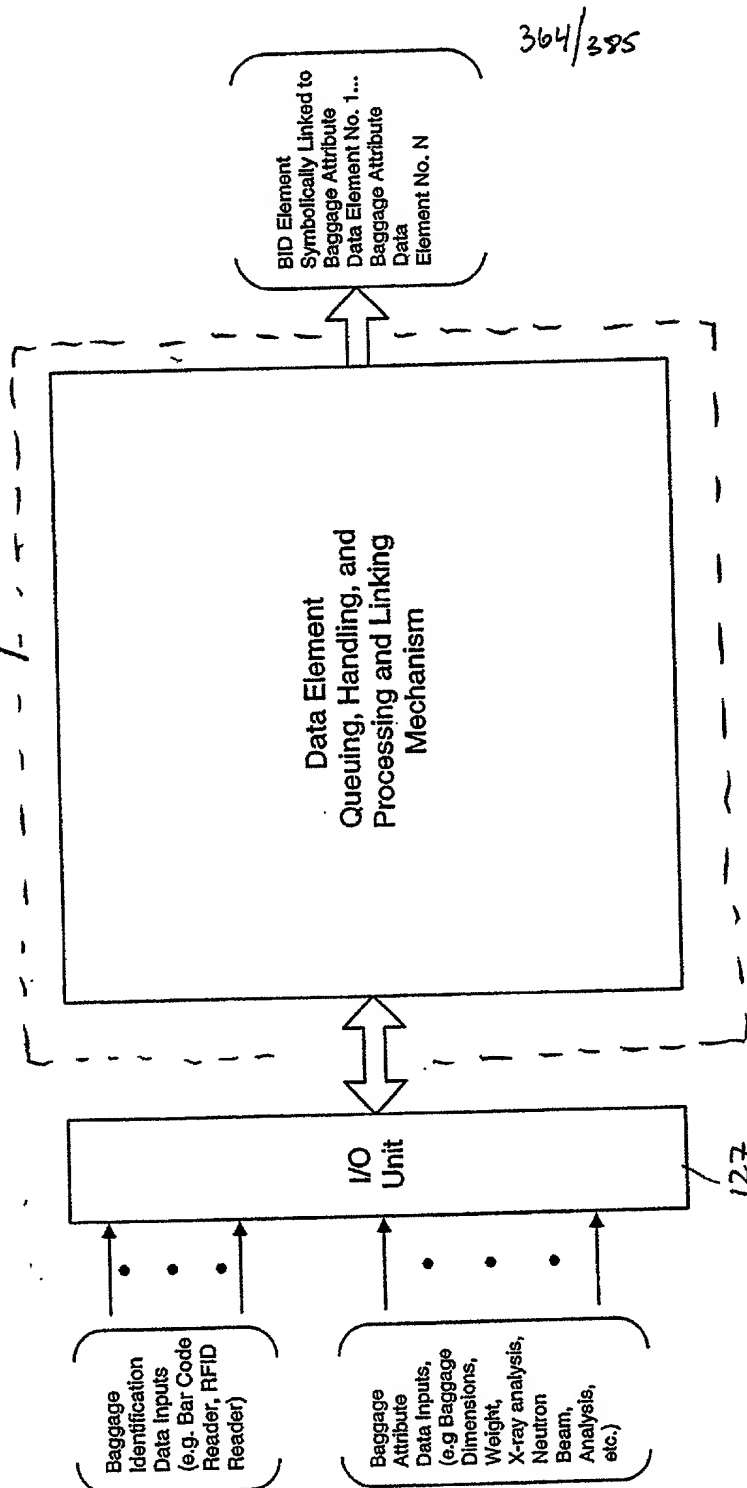 364/385
Baggage
Identification
Data Inputs
(e.g. Bar Code
Reader, RFID
Reader)
Baggage
Attribute
Data Inputs,
(e.g Baggage
Dimensions,
Weight,
X-ray analysis,
Neutron
Beam,
Analysis,
etc.)
I/O
Unit
127
Data Element
Queuing, Handling, and
Processing and Linking
Mechanism
BID Element
Symbolically Linked to
Baggage Attribute
Data Element No. 1...
Baggage Attribute
Data
Element No. N